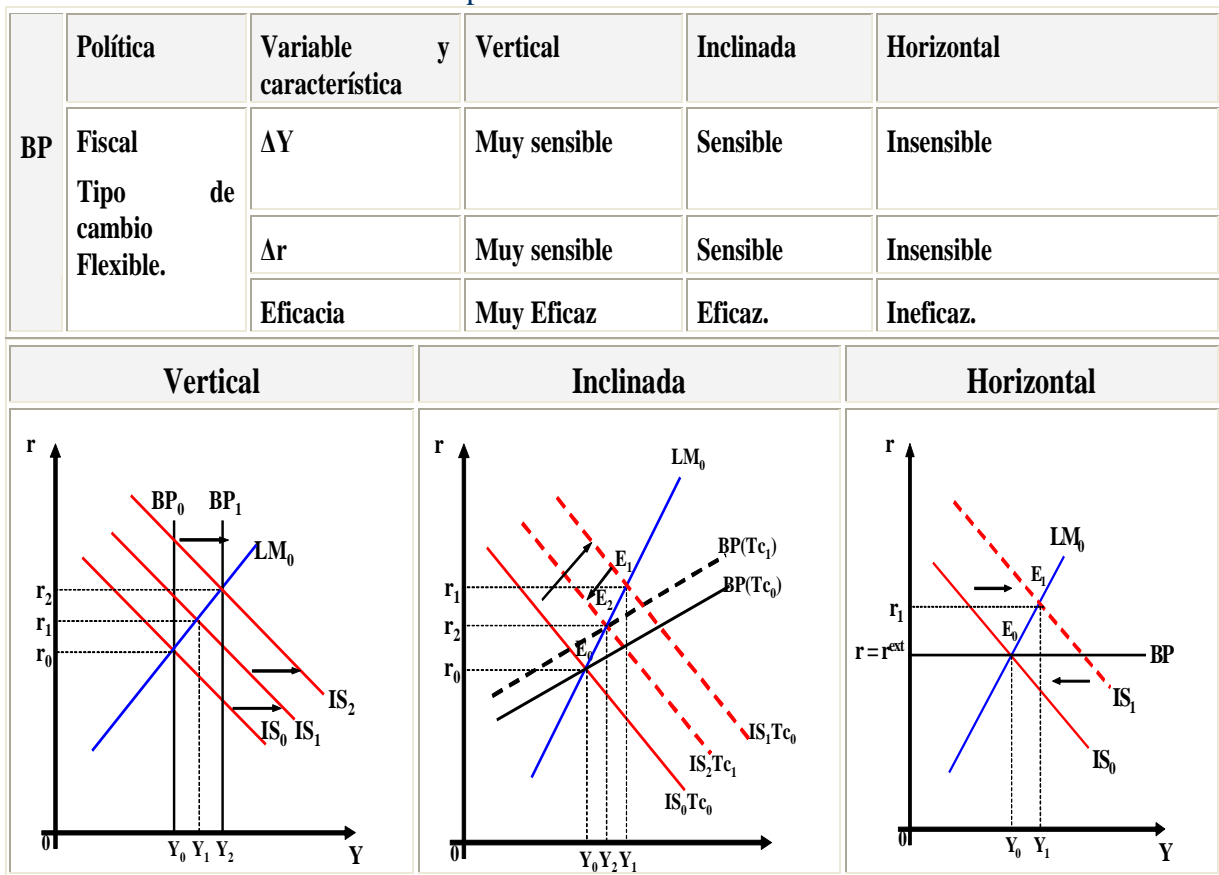 Política Variable y Vertical Inclinada Horizontal
característica
BP Fiscal ΔY Muy sensible Sensible Insensible
Tipo de
cambio
Flexible.
Δr Muy sensible Sensible Insensible
Eficacia Muy Eficaz Eficaz. Ineficaz.
Vertical Inclinada Horizontal
r
BP₀ BP₁
LM₀
r₂
r₁
r₀
IS₂
IS₀ IS₁
0 Y₀ Y₁ Y₂ Y
r
LM₀
BP(Tc₁)
E₁
BP(Tc₀)
r₁
E₂
r₂
E₀
r₀
IS₁Tc₀
IS₂Tc₁
IS₀Tc₀
0 Y₀ Y₂ Y₁
r
LM₀
E₁
r₁
E₀
r = rᵉˣᵗ BP
IS₁
IS₀
0 Y₀ Y₁ Y